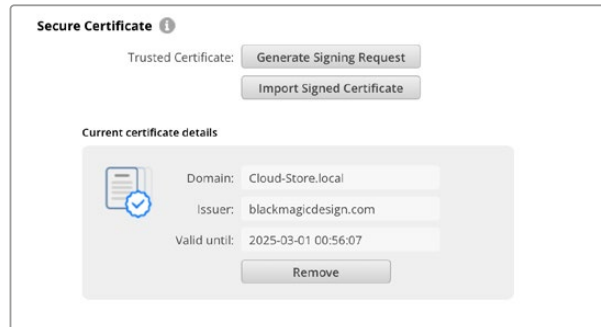 Secure Certificate
Trusted Certificate: Generate Signing Request
Import Signed Certificate
Current certificate details
Domain: Cloud-Store.local
Issuer: blackmagicdesign.com
Valid until: 2025-03-01 00:56:07
Remove